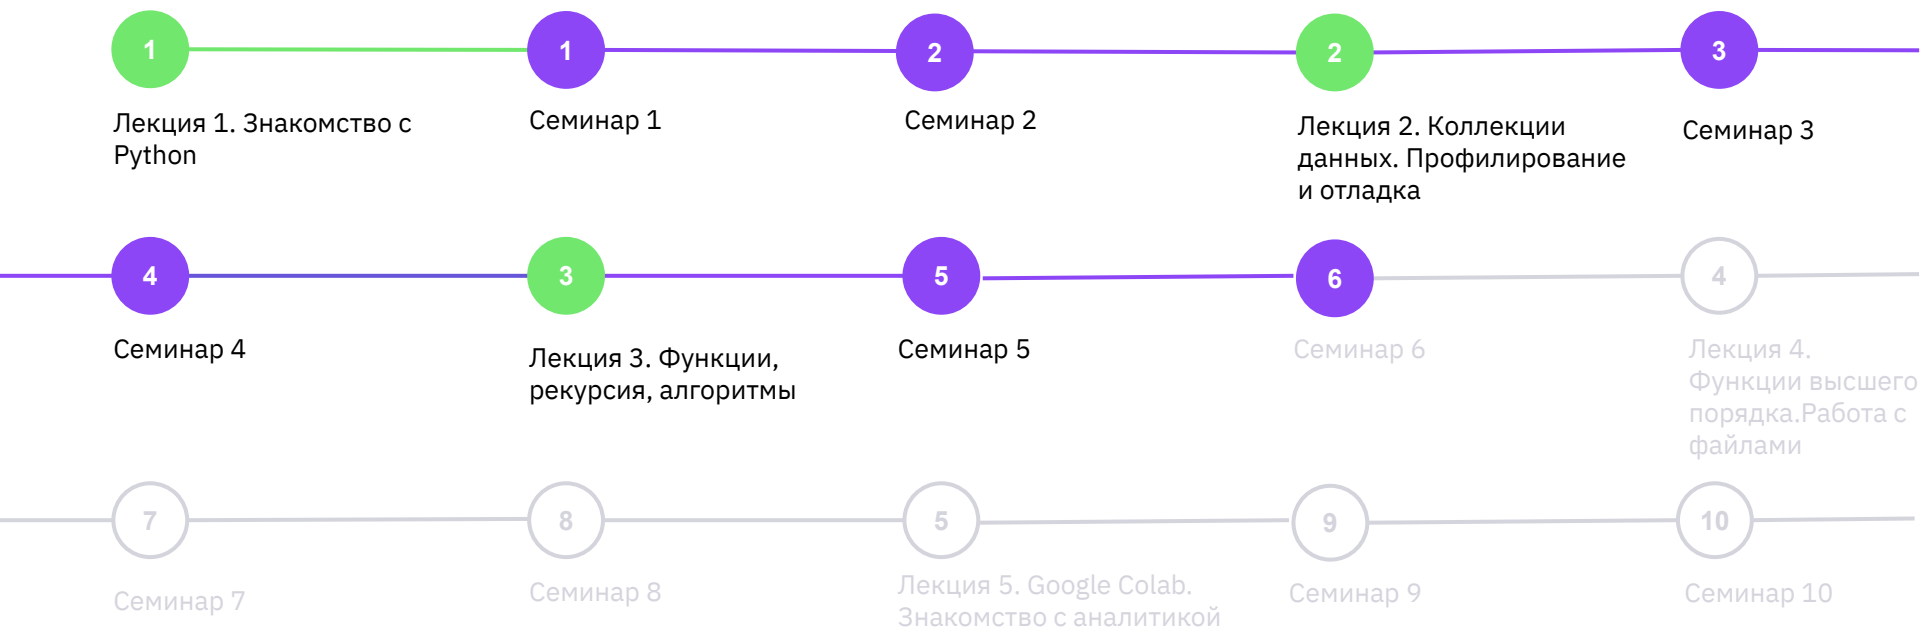 1
1
2
2
3
Лекция 1. Знакомство с
Python
Семинар 1
Семинар 2
Лекция 2. Коллекции
данных. Профилирование
и отладка
Семинар 3
4
3
5
6
4
Семинар 4
Лекция 3. Функции,
рекурсия, алгоритмы
Семинар 5
Семинар 6
Лекция 4.
Функции высшего
порядка.Работа с
файлами
7
8
5
9
10
Семинар 7
Семинар 8
Лекция 5. Google Colab.
Знакомство с аналитикой
Семинар 9
Семинар 10